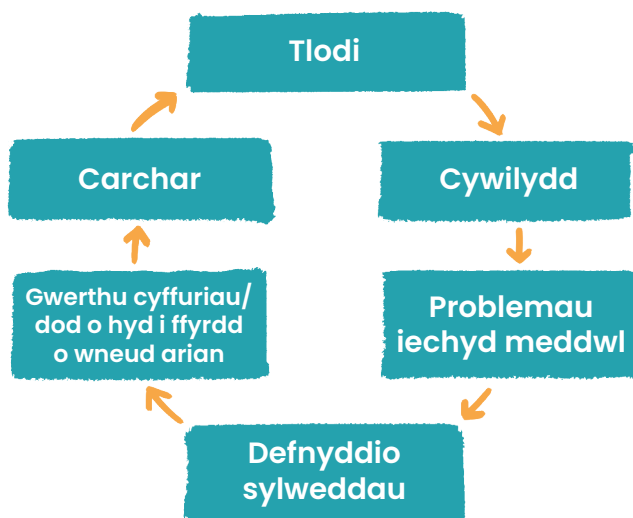 Tlodi
Cywilydd
Problemau
iechyd meddwl
Defnyddio
sylweddau
Gwerthu cyffuriau/
dod o hyd i ffyrdd
o wneud arian
Carchar